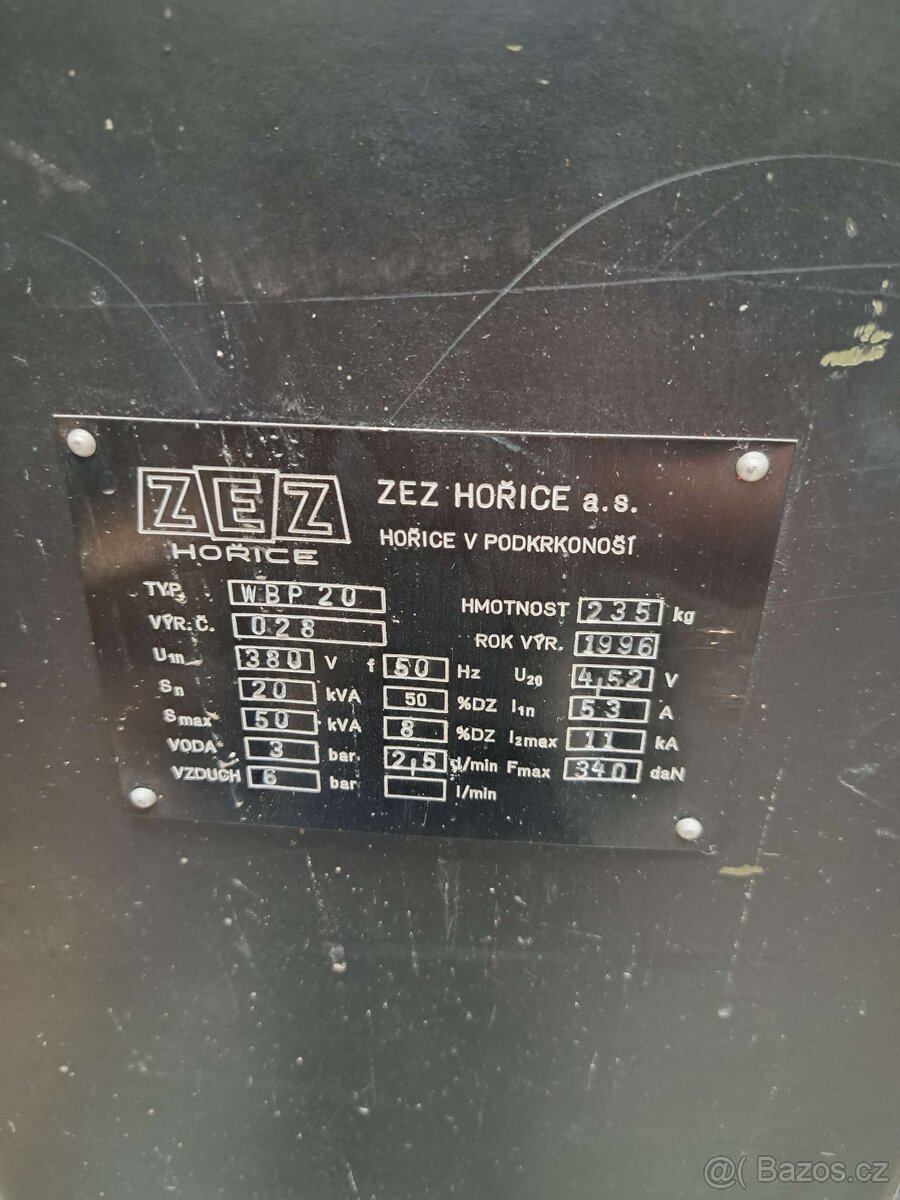 ZEZ
HOŘICE
ZEZ HOŘICE a.s.
HOŘICE V PODKRKONOŠÍ
TYP WBP 20 HMOTNOST 235 kg
VÝR. Č. 028 ROK VÝR. 1996
U1n 380 V f 50 Hz U20 4,52 V
Sn 20 kVA 50 %DZ I1n 53 A
Smax 50 kVA 8 %DZ I2max 11 kA
VODA 3 bar 2,5 l/min Fmax 340 daN
VZDUCH 6 bar l/min
@( Bazos.cz